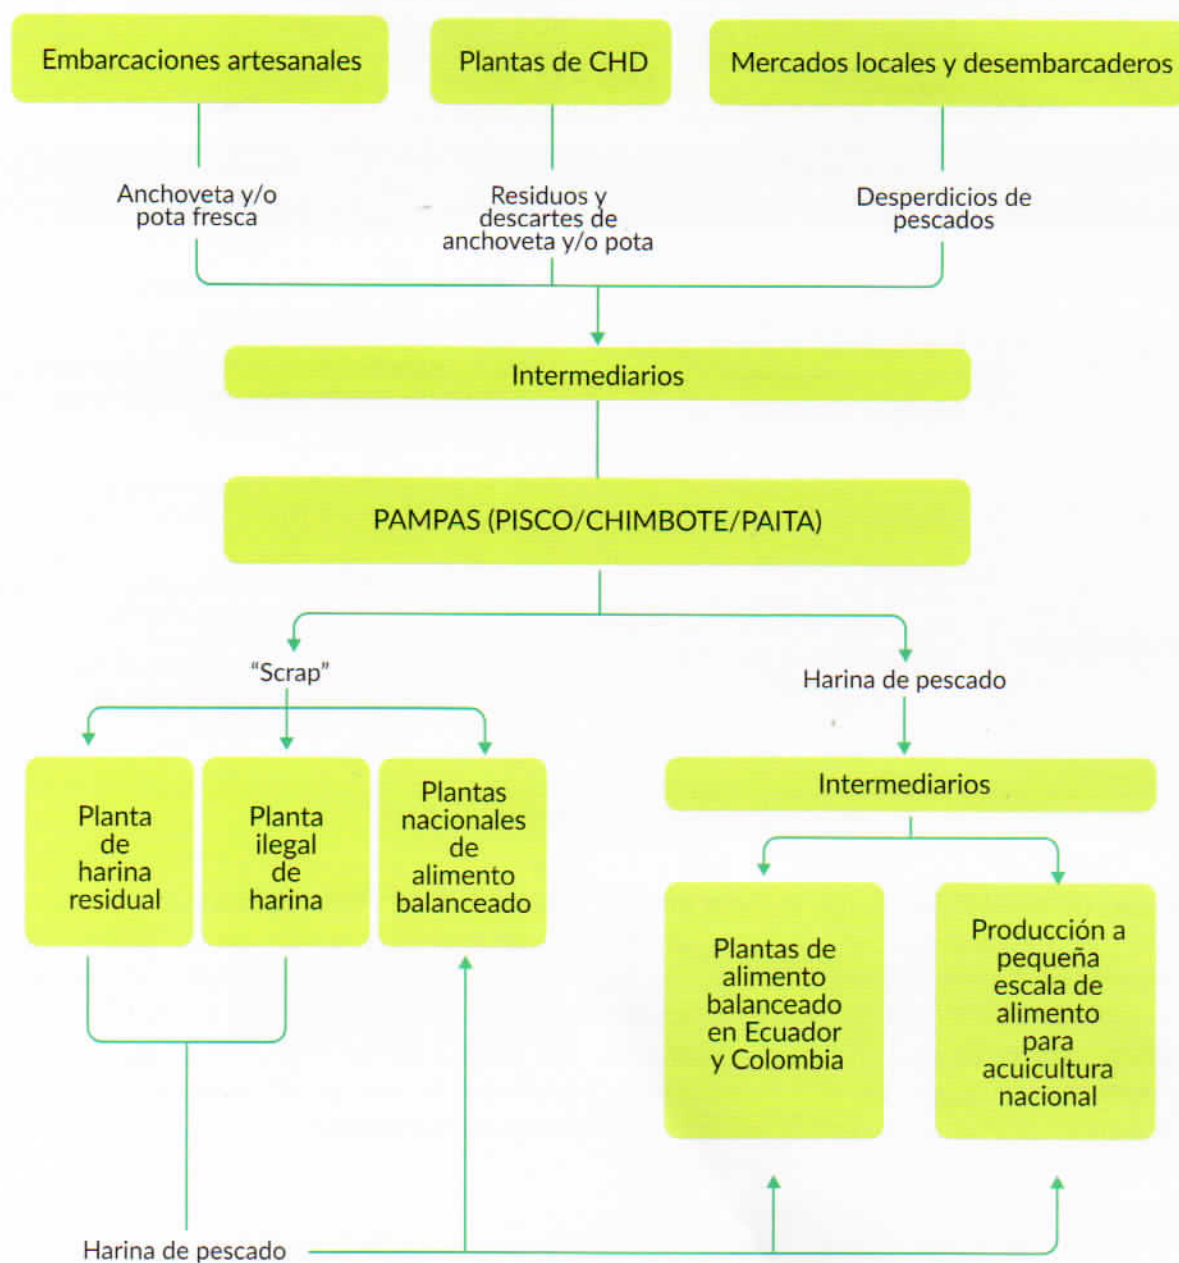 Embarcaciones artesanales
Plantas de CHD
Mercados locales y desembarcaderos
Anchoveta y/o
pota fresca
Residuos y
descartes de
anchoveta y/o pota
Desperdicios de
pescados
Intermediarios
PAMPAS (PISCO/CHIMBOTE/PAITA)
“Scrap”
Harina de pescado
Planta
de
harina
residual
Planta
ilegal
de
harina
Plantas
nacionales
de
alimento
balanceado
Intermediarios
Plantas de
alimento
balanceado
en Ecuador
y Colombia
Producción a
pequeña
escala de
alimento
para
acuicultura
nacional
Harina de pescado